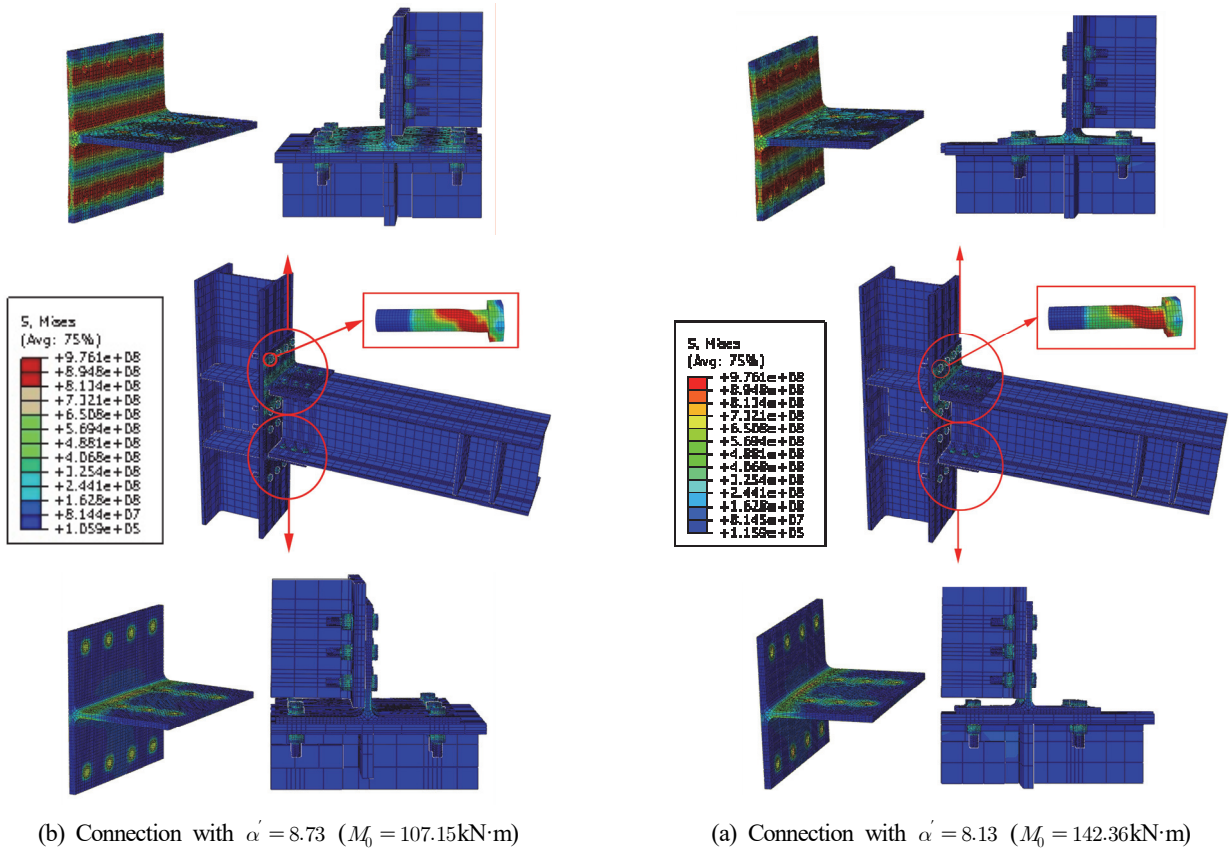 S, Mises
(Avg: 75%)
+9.761e+08
+8.948e+08
+8.134e+08
+7.321e+08
+6.508e+08
+5.694e+08
+4.881e+08
+4.068e+08
+3.254e+08
+2.441e+08
+1.628e+08
+8.144e+07
+1.059e+05
S, Mises
(Avg: 75%)
+9.761e+08
+8.948e+08
+8.134e+08
+7.321e+08
+6.508e+08
+5.694e+08
+4.881e+08
+4.068e+08
+3.254e+08
+2.441e+08
+1.628e+08
+8.145e+07
+1.159e+05
(b) Connection with α′ = 8.73 (M₀ = 107.15kN·m)
(a) Connection with α′ = 8.13 (M₀ = 142.36kN·m)